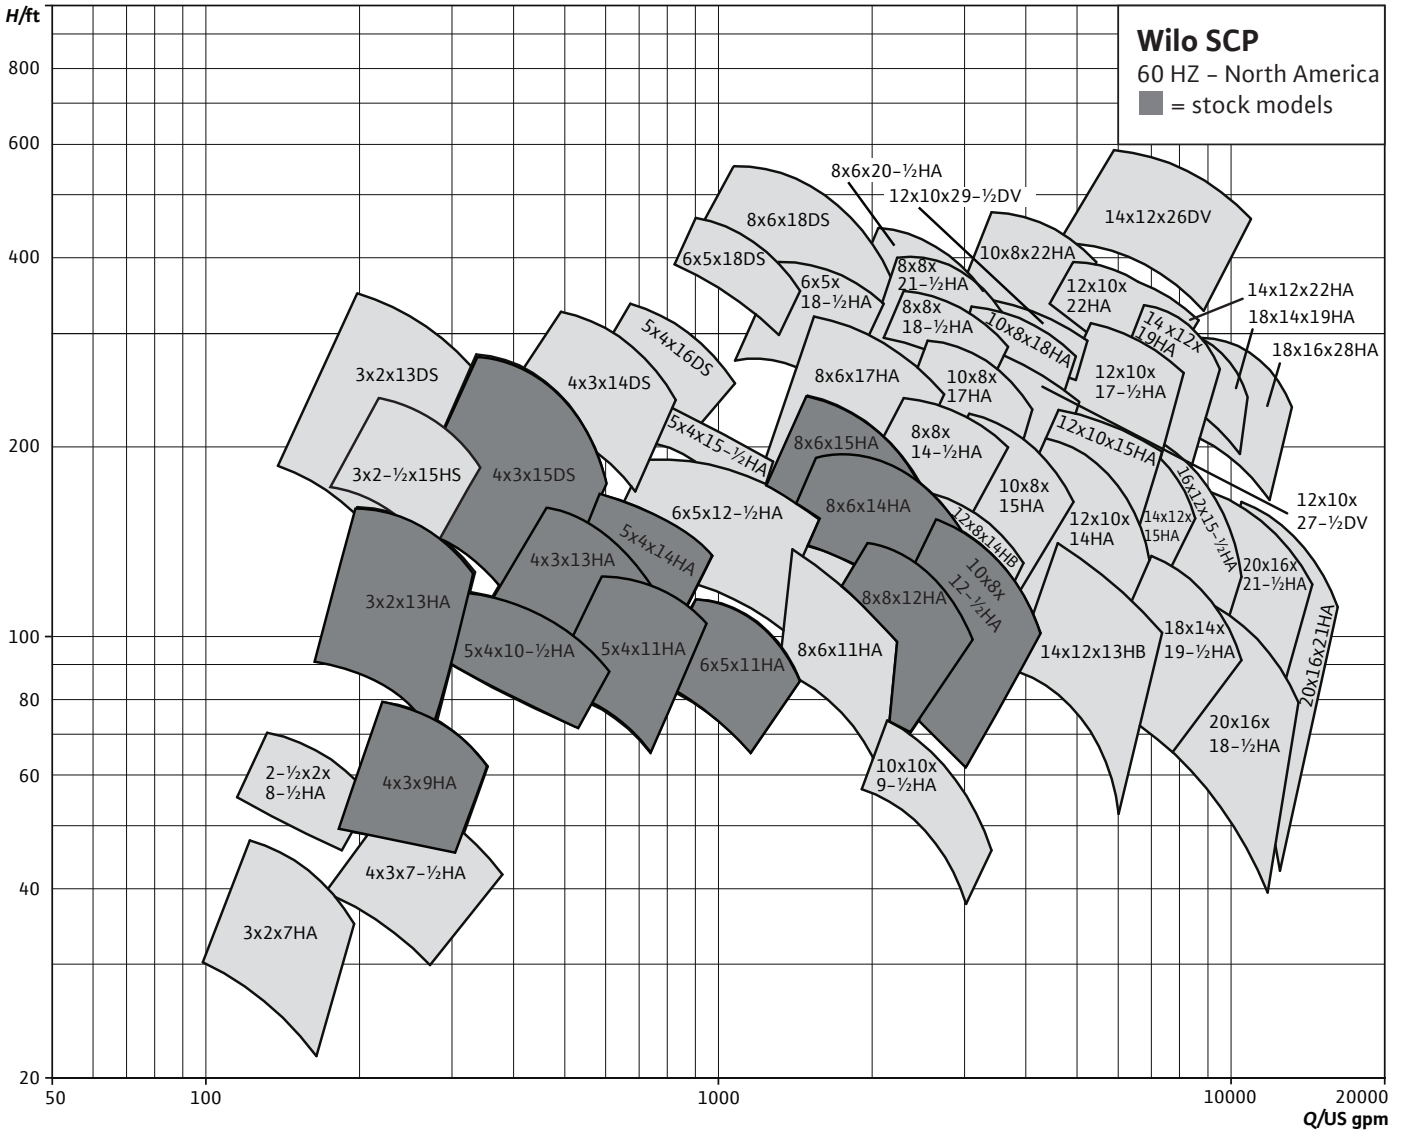 H/ft
Wilo SCP
60 HZ – North America
= stock models
800
600
400
200
100
80
60
40
20
50
100
1000
10000
20000
Q/US gpm
8x6x20-½HA
12x10x29-½DV
8x6x18DS
14x12x26DV
6x5x18DS
10x8x22HA
8x8x
21-½HA
6x5x
18-½HA
12x10x
22HA
14x12x22HA
18x14x19HA
18x16x28HA
8x8x
18-½HA
10x8x18HA
14 x12x
19HA
5x4x16DS
3x2x13DS
4x3x14DS
8x6x17HA
10x8x
17HA
12x10x
17-½HA
5x4x15-½HA
8x6x15HA
8x8x
14-½HA
12x10x15HA
3x2-½x15HS
4x3x15DS
6x5x12-½HA
8x6x14HA
10x8x
15HA
16x12x15-½HA
12x10x
27-½DV
12x8x14HB
12x10x
14HA
14x12x
15HA
5x4x14HA
4x3x13HA
10x8x
12-½HA
20x16x
21-½HA
3x2x13HA
8x8x12HA
5x4x10-½HA
5x4x11HA
6x5x11HA
8x6x11HA
14x12x13HB
18x14x
19-½HA
20x16x21HA
20x16x
18-½HA
2-½x2x
8-½HA
4x3x9HA
10x10x
9-½HA
4x3x7-½HA
3x2x7HA